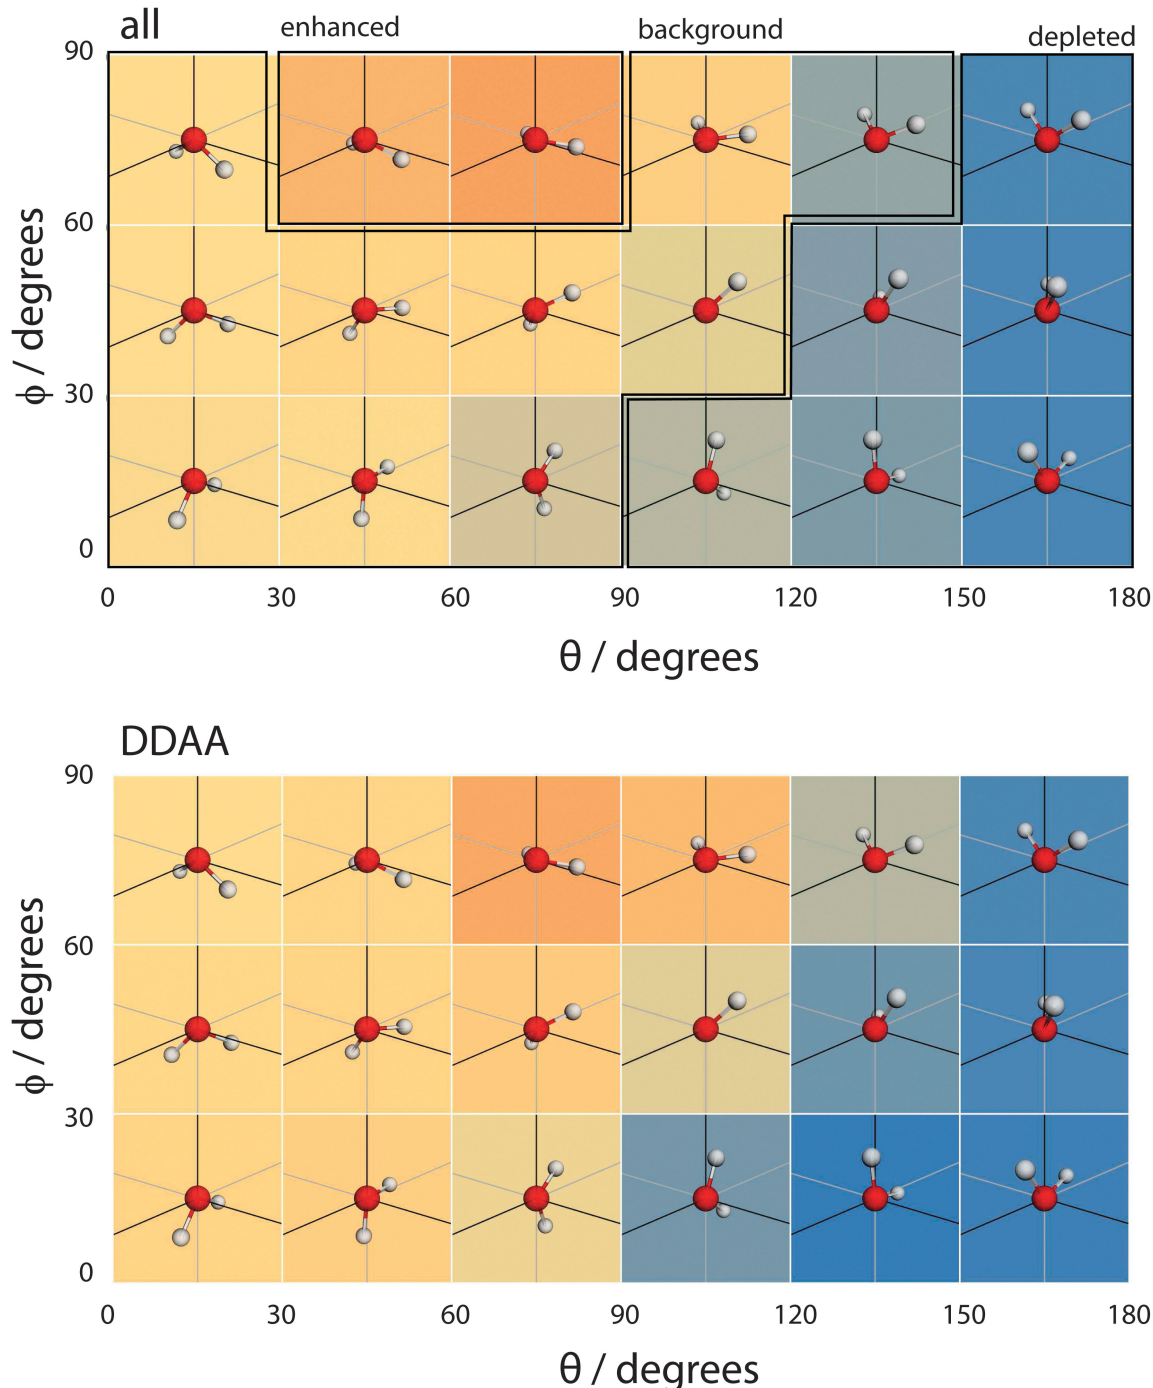 all
enhanced
background
depleted
90
60
30
0
ϕ / degrees
0 30 60 90 120 150 180
θ / degrees
DDAA
90
60
30
0
ϕ / degrees
0 30 60 90 120 150 180
θ / degrees